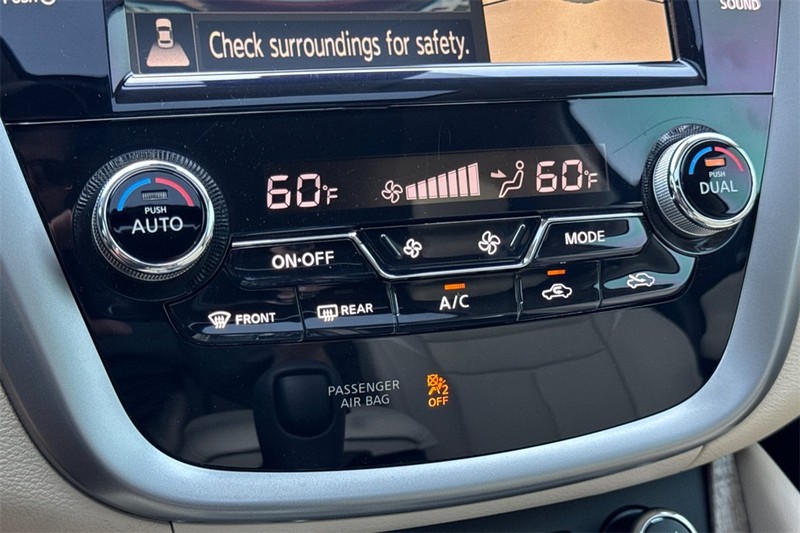 SOUND
Check surroundings for safety.
60°F
60°F
PUSH
AUTO
PUSH
DUAL
ON·OFF
MODE
FRONT
REAR
A/C
PASSENGER
AIR BAG
2
OFF